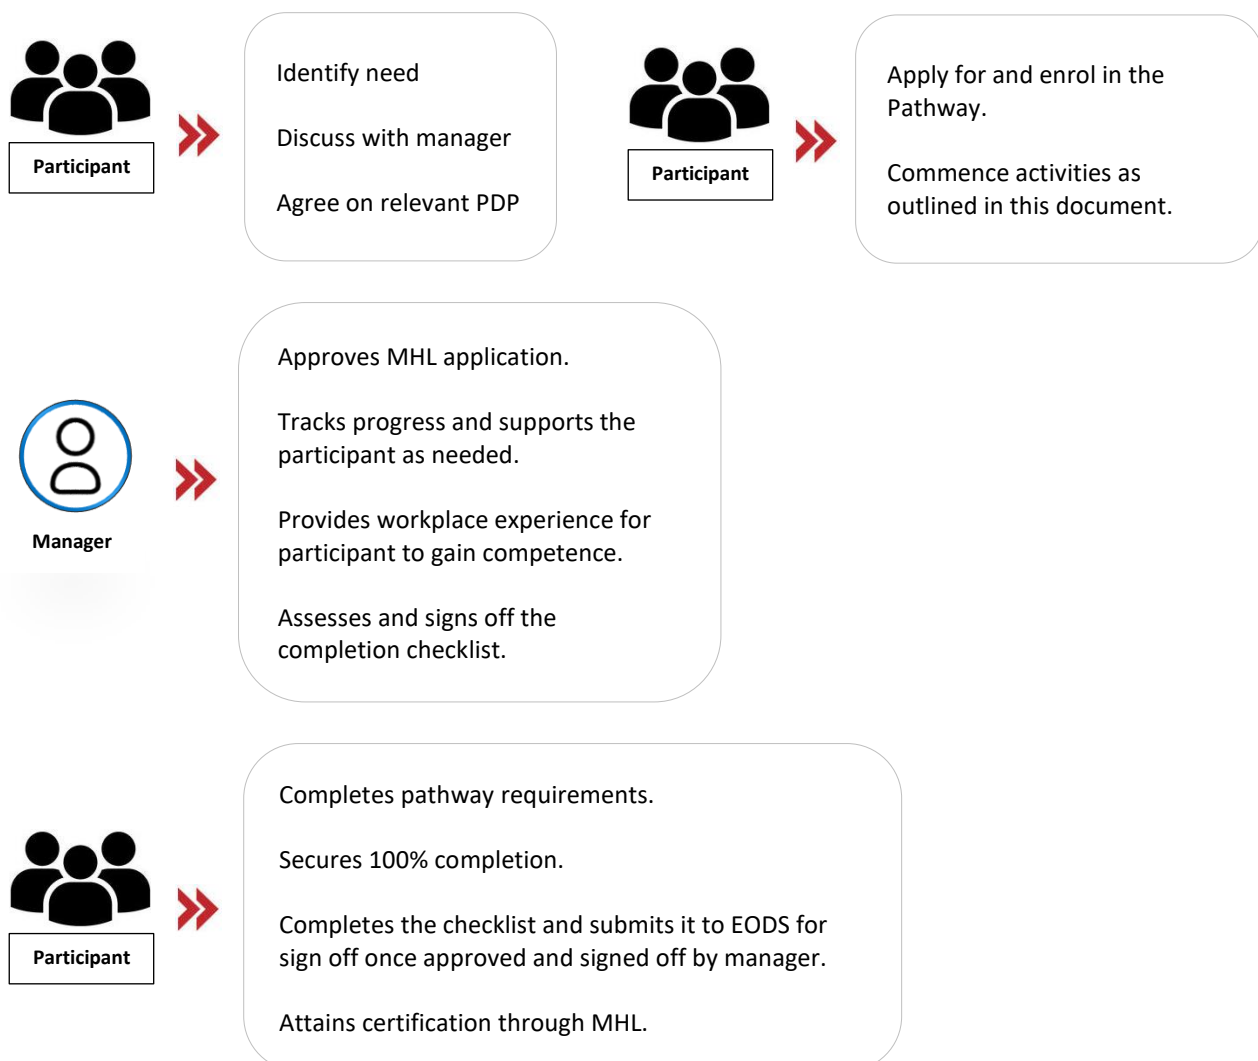 Participant
Identify need
Discuss with manager
Agree on relevant PDP
Participant
Apply for and enrol in the
Pathway.
Commence activities as
outlined in this document.
Manager
Approves MHL application.
Tracks progress and supports the
participant as needed.
Provides workplace experience for
participant to gain competence.
Assesses and signs off the
completion checklist.
Participant
Completes pathway requirements.
Secures 100% completion.
Completes the checklist and submits it to EODS for
sign off once approved and signed off by manager.
Attains certification through MHL.